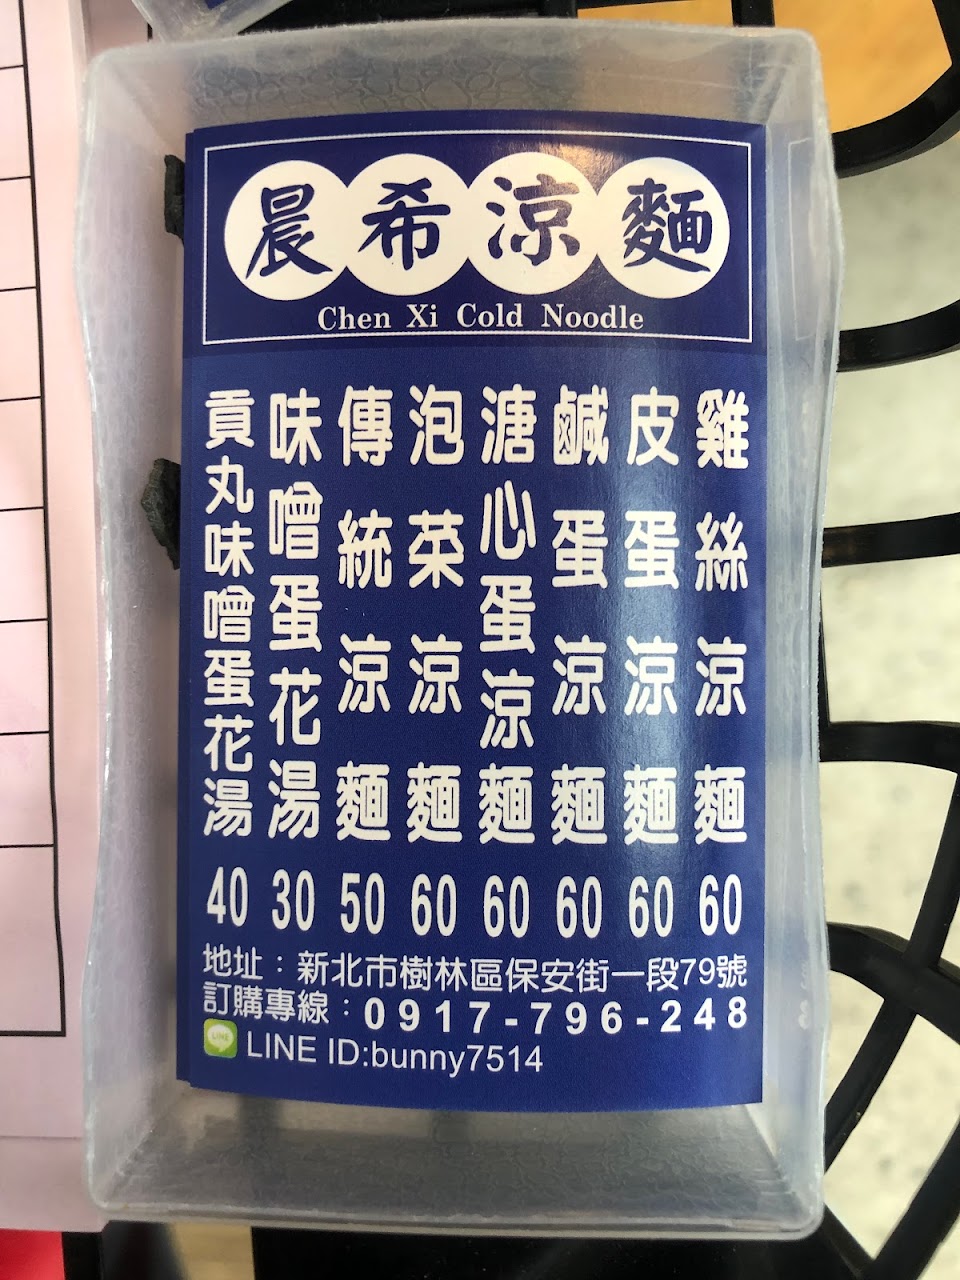 晨希涼麵
Chen Xi Cold Noodle
雞絲涼麵 60
皮蛋涼麵 60
鹹蛋涼麵 60
溏心蛋涼麵 60
泡菜涼麵 60
傳統涼麵 50
味噌蛋花湯 30
貢丸味噌蛋花湯 40
地址：新北市樹林區保安街一段79號
訂購專線：0917-796-248
LINE LINE ID:bunny7514